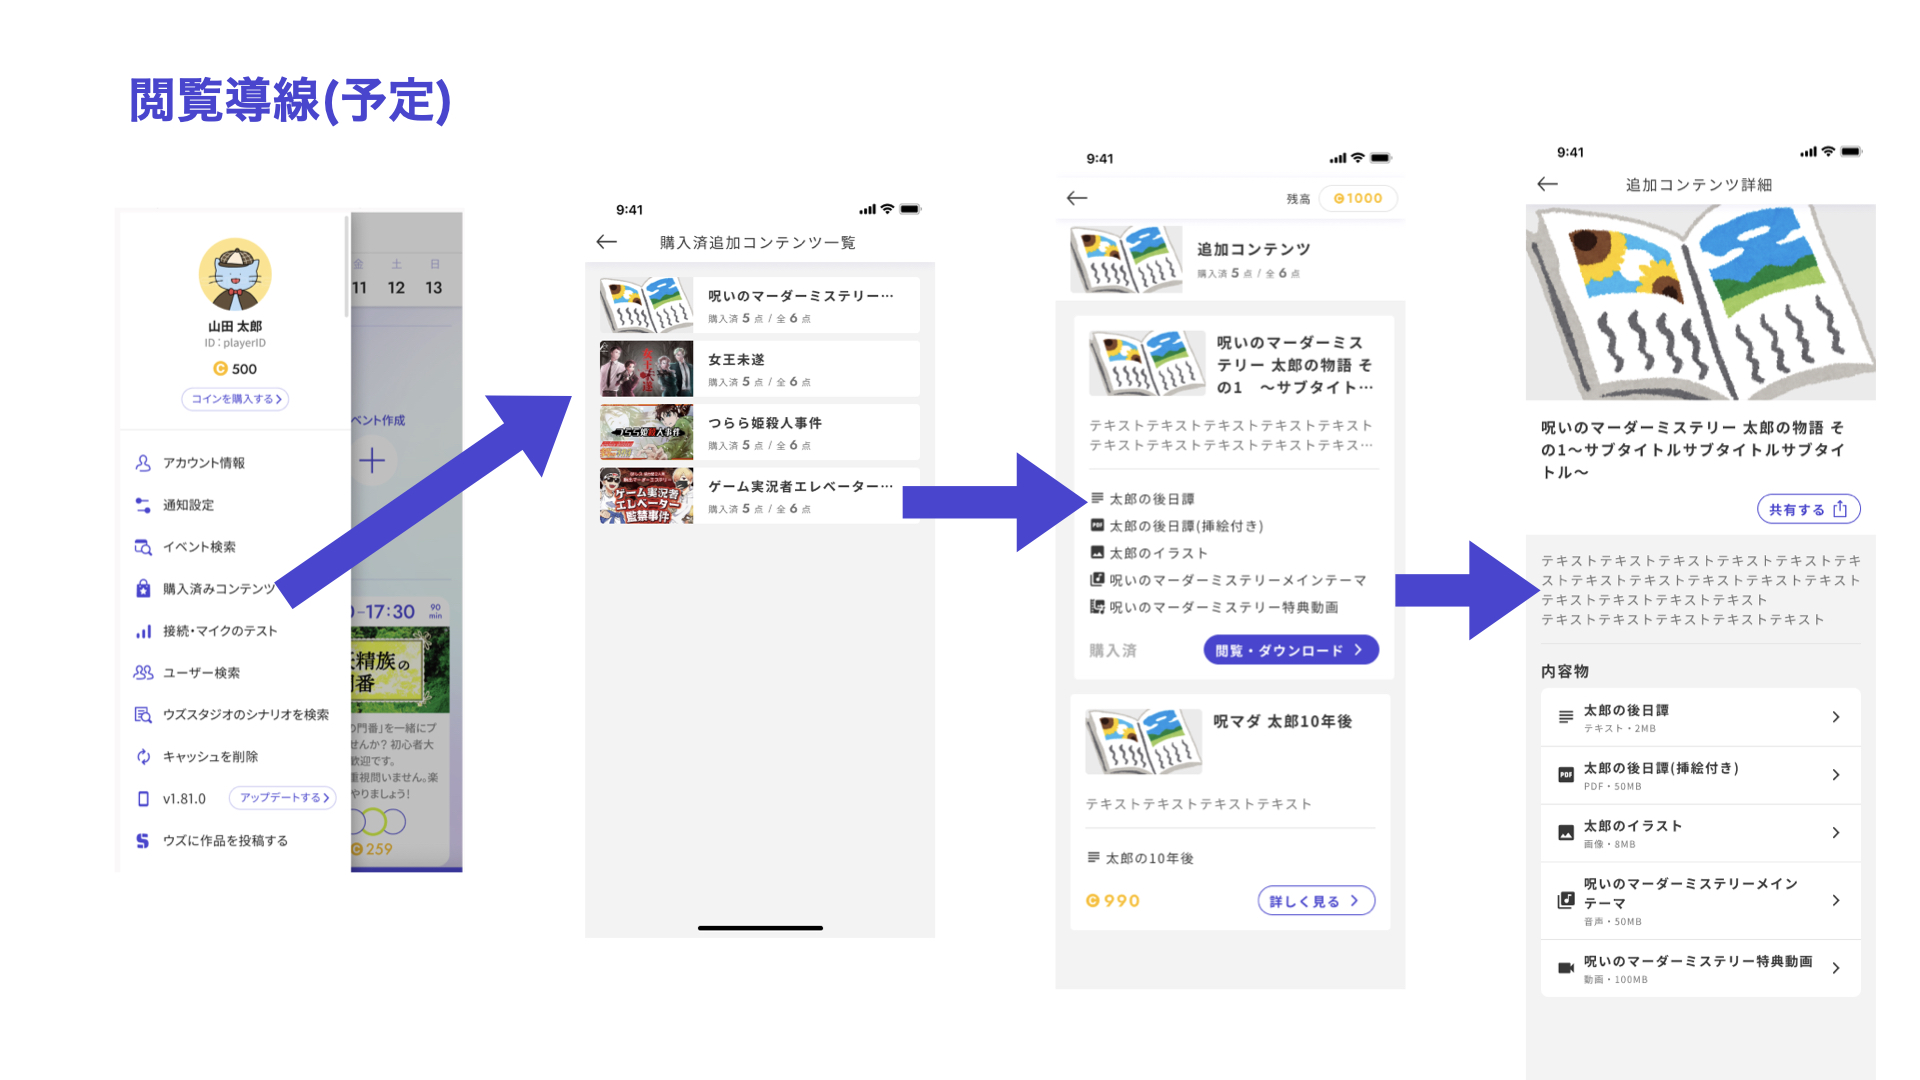 閲覧導線(予定)
山田 太郎
ID：playerID
500
コインを購入する
アカウント情報
通知設定
イベント検索
購入済みコンテンツ
接続・マイクのテスト
ユーザー検索
ウズスタジオのシナリオを検索
キャッシュを削除
v1.81.0
アップデートする
ウズに作品を投稿する
金 土 日
11 12 13
ベント作成
-17:30 90 min
精族の
番
の門番」を一緒にプ
せんか？初心者大
歓迎です。
重視問いません。楽
やりましょう！
259
9:41
購入済追加コンテンツ一覧
呪いのマーダーミステリー…
購入済 5 点 / 全 6 点
女王未遂
購入済 5 点 / 全 6 点
つらら姫殺人事件
つらら姫殺人事件
購入済 5 点 / 全 6 点
ゲーム実況者エレベーター…
ゲーム実況者
エレベーター
監禁事件
購入済 5 点 / 全 6 点
9:41
残高 1000
追加コンテンツ
購入済 5 点 / 全 6 点
呪いのマーダーミス
テリー 太郎の物語 そ
の1　～サブタイト…
テキストテキストテキストテキストテキスト
テキストテキストテキストテキストテキス…
太郎の後日譚
PDF 太郎の後日譚(挿絵付き)
太郎のイラスト
呪いのマーダーミステリーメインテーマ
呪いのマーダーミステリー特典動画
購入済
閲覧・ダウンロード
呪マダ 太郎10年後
テキストテキストテキストテキスト
太郎の10年後
990
詳しく見る
9:41
追加コンテンツ詳細
呪いのマーダーミステリー 太郎の物語 そ
の1～サブタイトルサブタイトルサブタイ
トル～
共有する
テキストテキストテキストテキストテキストテキ
ストテキストテキストテキストテキストテキスト
テキストテキストテキストテキスト
テキストテキストテキストテキストテキスト
内容物
太郎の後日譚
テキスト・2MB
PDF 太郎の後日譚(挿絵付き)
PDF・50MB
太郎のイラスト
画像・8MB
呪いのマーダーミステリーメイン
テーマ
音声・50MB
呪いのマーダーミステリー特典動画
動画・100MB